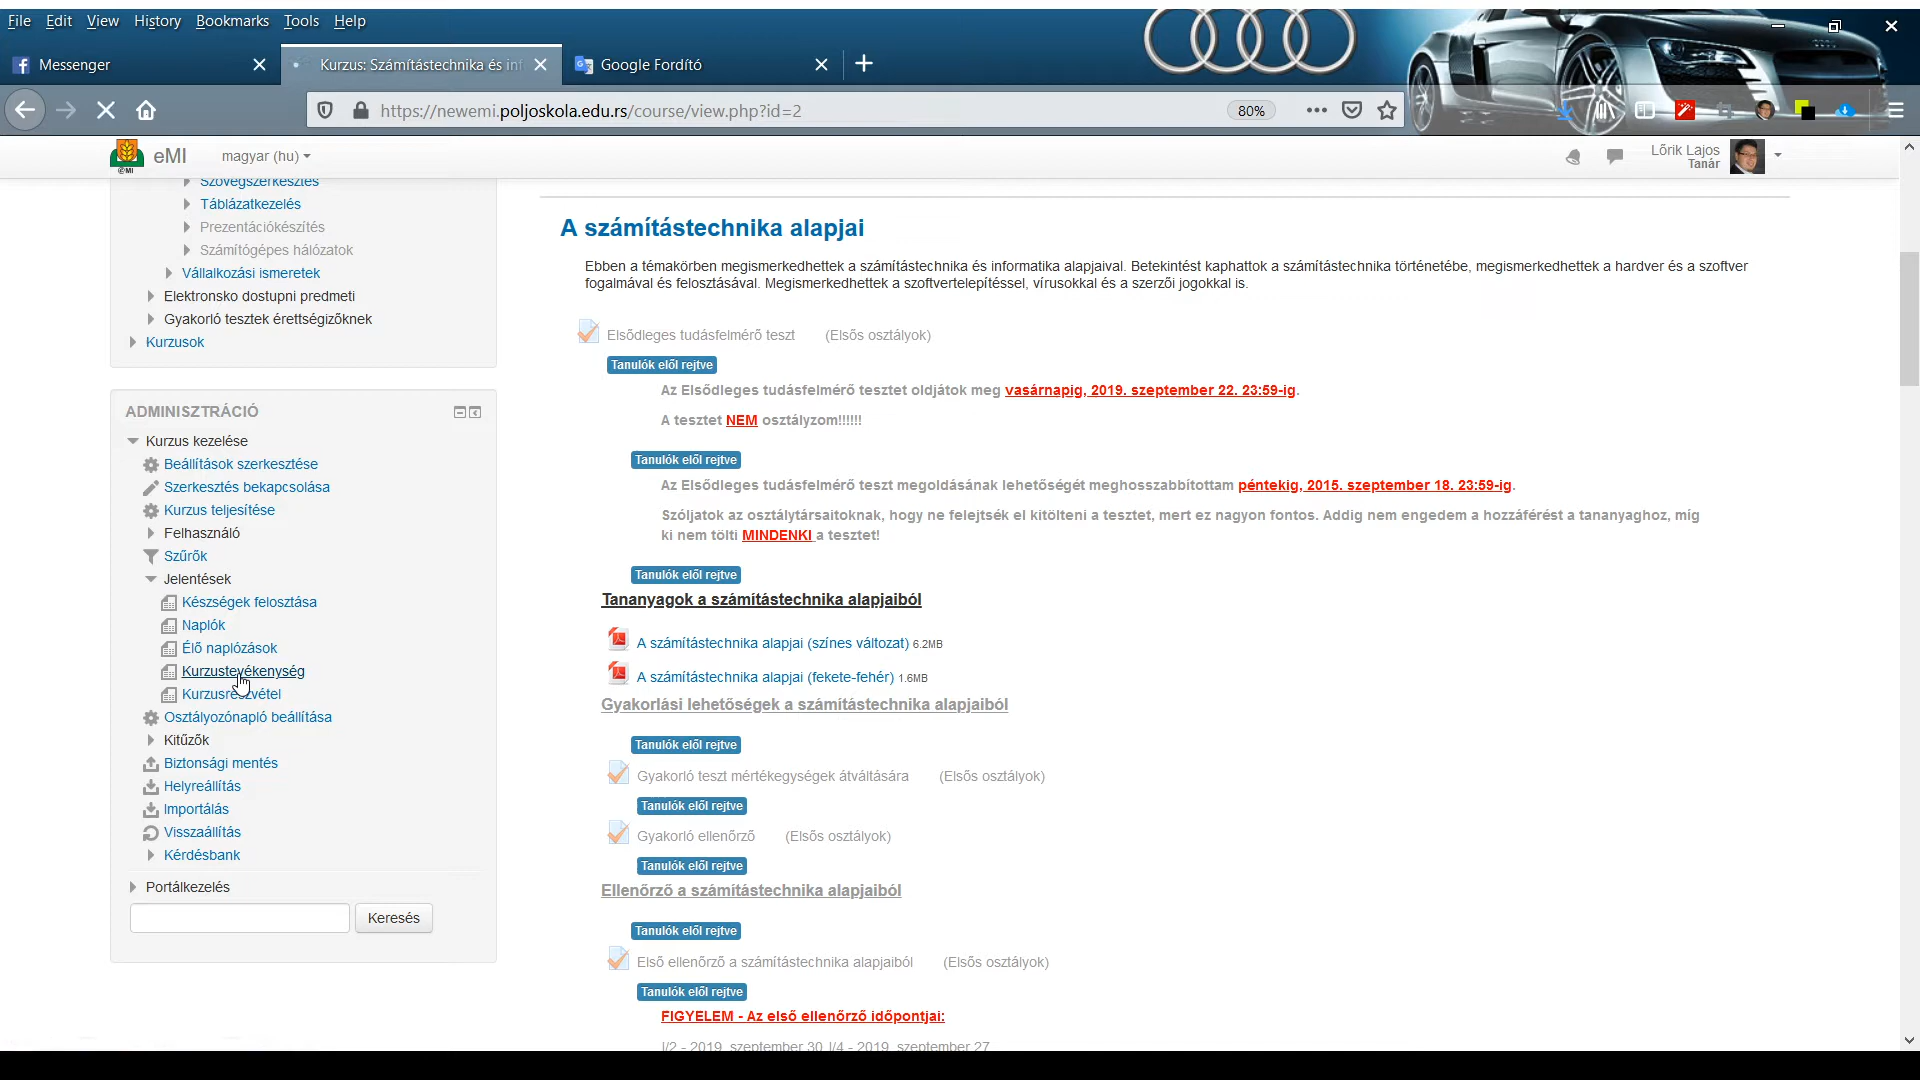 File Edit View History Bookmarks Tools Help
Messenger
Kurzus: Számítástechnika és inf
Google Fordító
https://newemi.poljoskola.edu.rs/course/view.php?id=2
80%
eMI
magyar (hu)
Lőrik Lajos
Tanár
Szövegszerkesztés
Táblázatkezelés
Prezentációkészítés
Számítógépes hálózatok
Vállalkozási ismeretek
Elektronsko dostupni predmeti
Gyakorló tesztek érettségizőknek
Kurzusok
ADMINISZTRÁCIÓ
Kurzus kezelése
Beállítások szerkesztése
Szerkesztés bekapcsolása
Kurzus teljesítése
Felhasználó
Szűrők
Jelentések
Készségek felosztása
Naplók
Élő naplózások
Kurzustevékenység
Kurzusrészvétel
Osztályozónapló beállítása
Kitűzők
Biztonsági mentés
Helyreállítás
Importálás
Visszaállítás
Kérdésbank
Portálkezelés
Keresés
A számítástechnika alapjai
Ebben a témakörben megismerkedhettek a számítástechnika és informatika alapjaival. Betekintést kaphattok a számítástechnika történetébe, megismerkedhettek a hardver és a szoftver
fogalmával és felosztásával. Megismerkedhettek a szoftvertelepítéssel, vírusokkal és a szerzői jogokkal is.
Elsődleges tudásfelmérő teszt (Elsős osztályok)
Tanulók elől rejtve
Az Elsődleges tudásfelmérő tesztet oldjátok meg vasárnapig, 2019. szeptember 22. 23:59-ig.
A tesztet NEM osztályzom!!!!!!
Tanulók elől rejtve
Az Elsődleges tudásfelmérő teszt megoldásának lehetőségét meghosszabbítottam péntekig, 2015. szeptember 18. 23:59-ig.
Szóljatok az osztálytársaitoknak, hogy ne felejtsék el kitölteni a tesztet, mert ez nagyon fontos. Addig nem engedem a hozzáférést a tananyaghoz, míg
ki nem tölti MINDENKI a tesztet!
Tanulók elől rejtve
Tananyagok a számítástechnika alapjaiból
A számítástechnika alapjai (színes változat) 6.2MB
A számítástechnika alapjai (fekete-fehér) 1.6MB
Gyakorlási lehetőségek a számítástechnika alapjaiból
Tanulók elől rejtve
Gyakorló teszt mértékegységek átváltására (Elsős osztályok)
Tanulók elől rejtve
Gyakorló ellenőrző (Elsős osztályok)
Tanulók elől rejtve
Ellenőrző a számítástechnika alapjaiból
Tanulók elől rejtve
Első ellenőrző a számítástechnika alapjaiból (Elsős osztályok)
Tanulók elől rejtve
FIGYELEM - Az első ellenőrző időpontjai:
I/2 - 2019. szeptember 30. I/4 - 2019. szeptember 27.